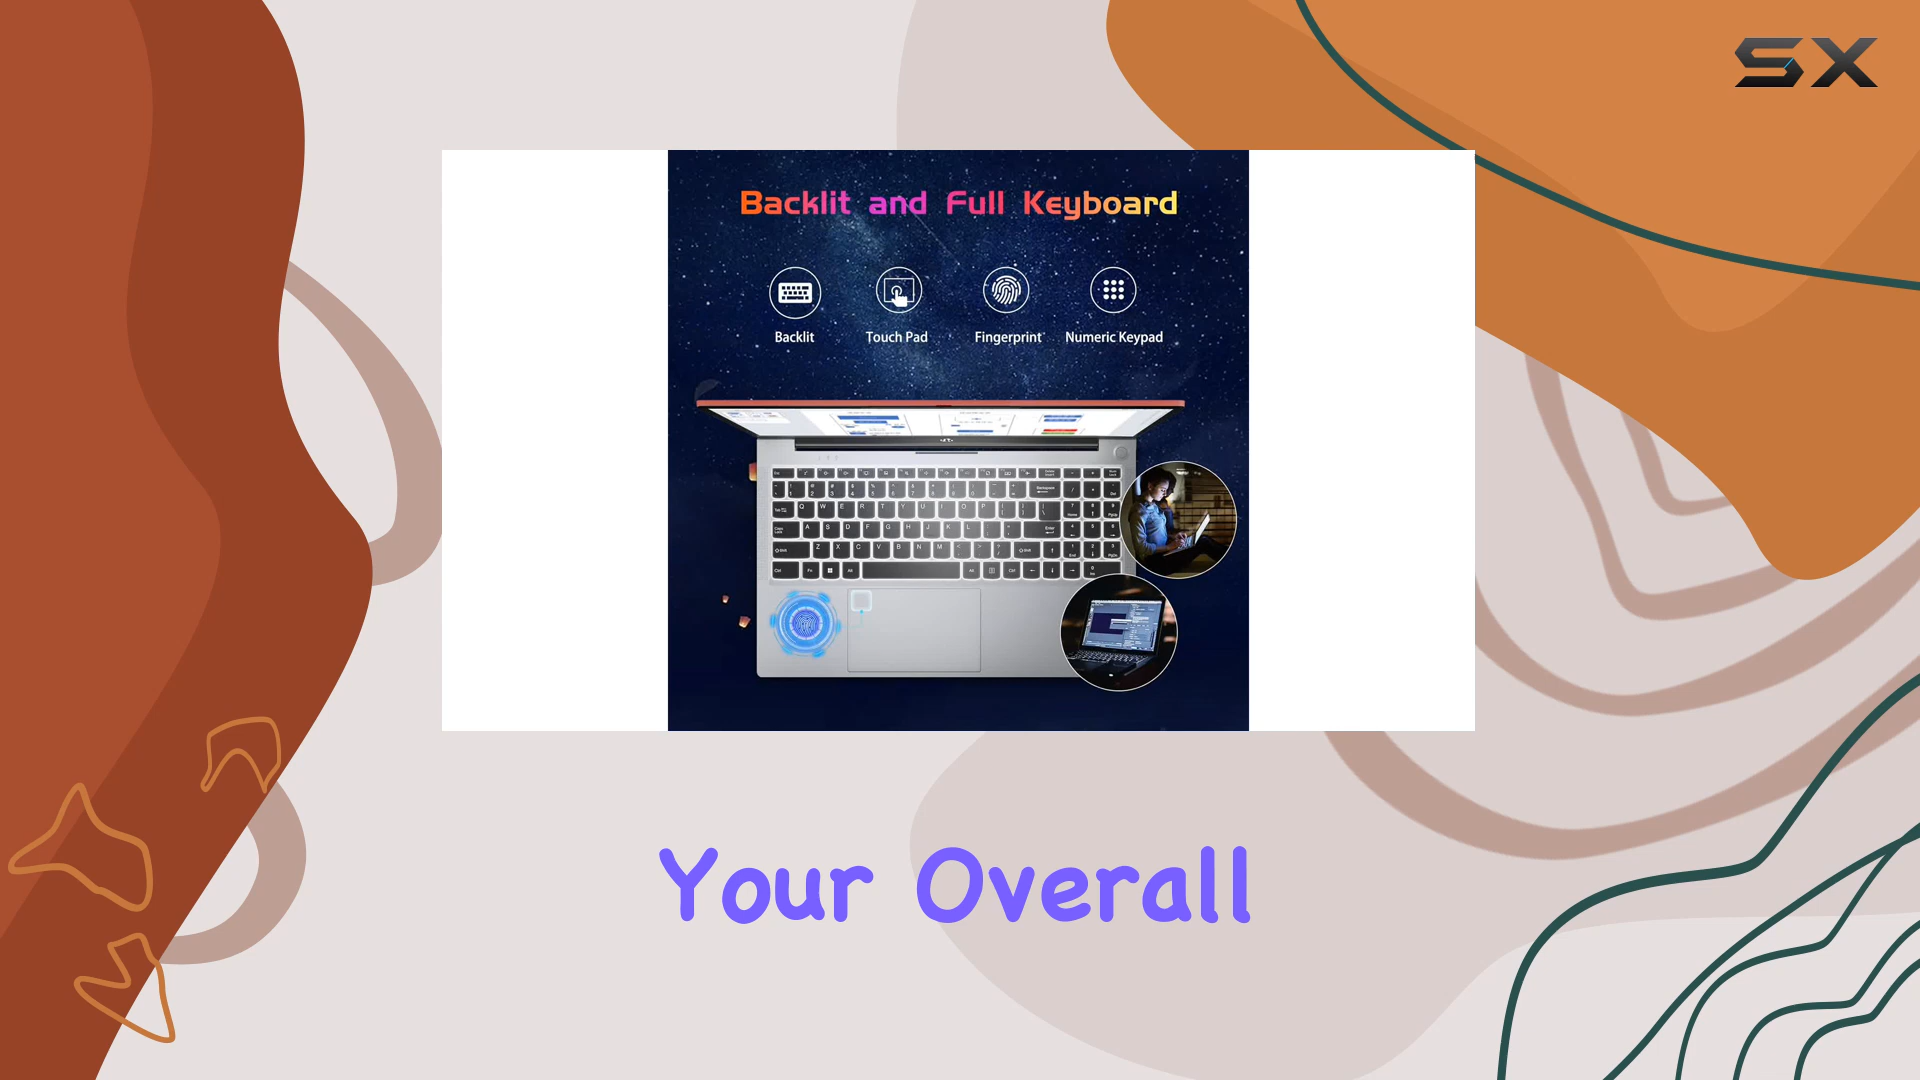 SX
Backlit and Full Keyboard
Backlit Touch Pad Fingerprint Numeric Keypad
Q W E R T Y U I O P
A S D F G H J K L
Z X C V B N M
Your Overall